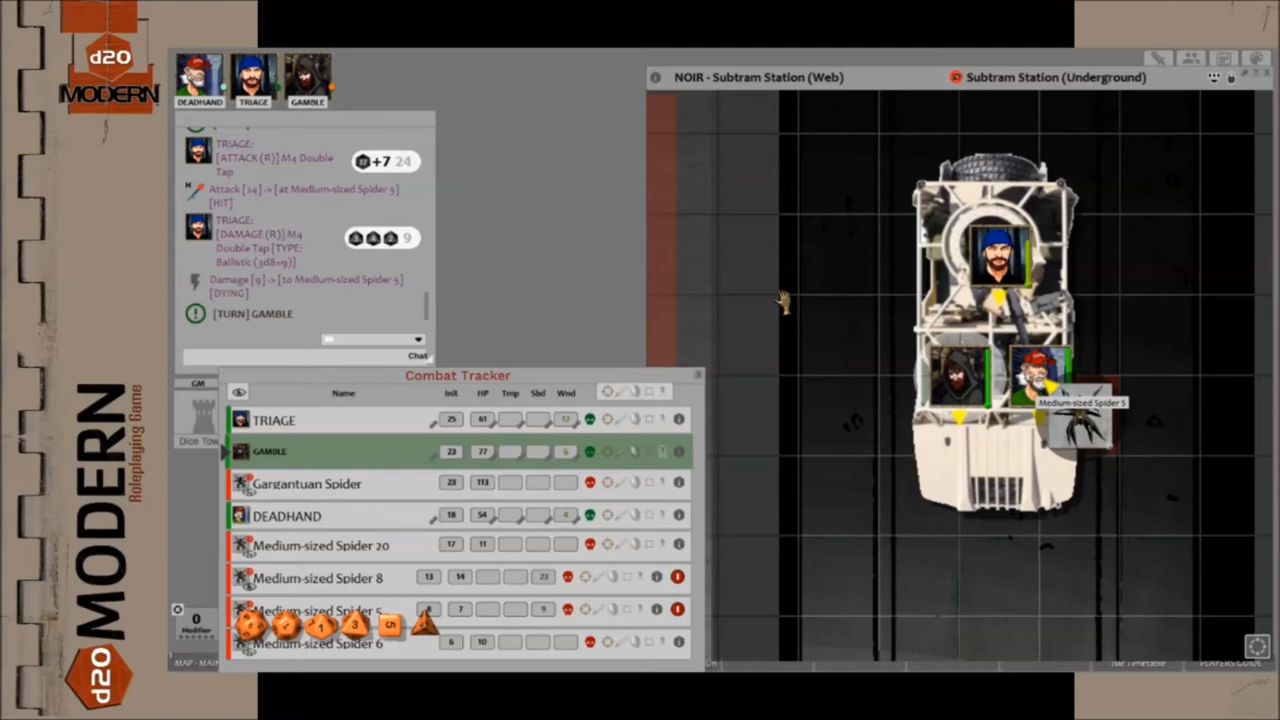 d20
MODERN
DEADHAND
TRIAGE
GAMBLE
TRIAGE:
[ATTACK (R)] M4 Double
Tap
+7 24
Attack [24] -> [at Medium-sized Spider 5]
[HIT]
TRIAGE:
[DAMAGE (R)] M4
Double Tap [TYPE:
Ballistic (3d8=9)]
9
Damage [9] -> [to Medium-sized Spider 5]
[DYING]
[TURN] GAMBLE
Chat
GM
Dice Tow
0
Modifier
Combat Tracker
Name Init HP Tmp Sbd Wnd
TRIAGE 25 61 17
GAMBLE 23 77 6
Gargantuan Spider 23 113
DEADHAND 18 54 4
Medium-sized Spider 20 17 11
Medium-sized Spider 8 13 14 23
Medium-sized Spider 5 8 7 9
Medium-sized Spider 6 6 10
NOIR - Subtram Station (Web)
Subtram Station (Underground)
Medium-sized Spider 5
PLAYERS GUIDE
d20 MODERN
Roleplaying Game